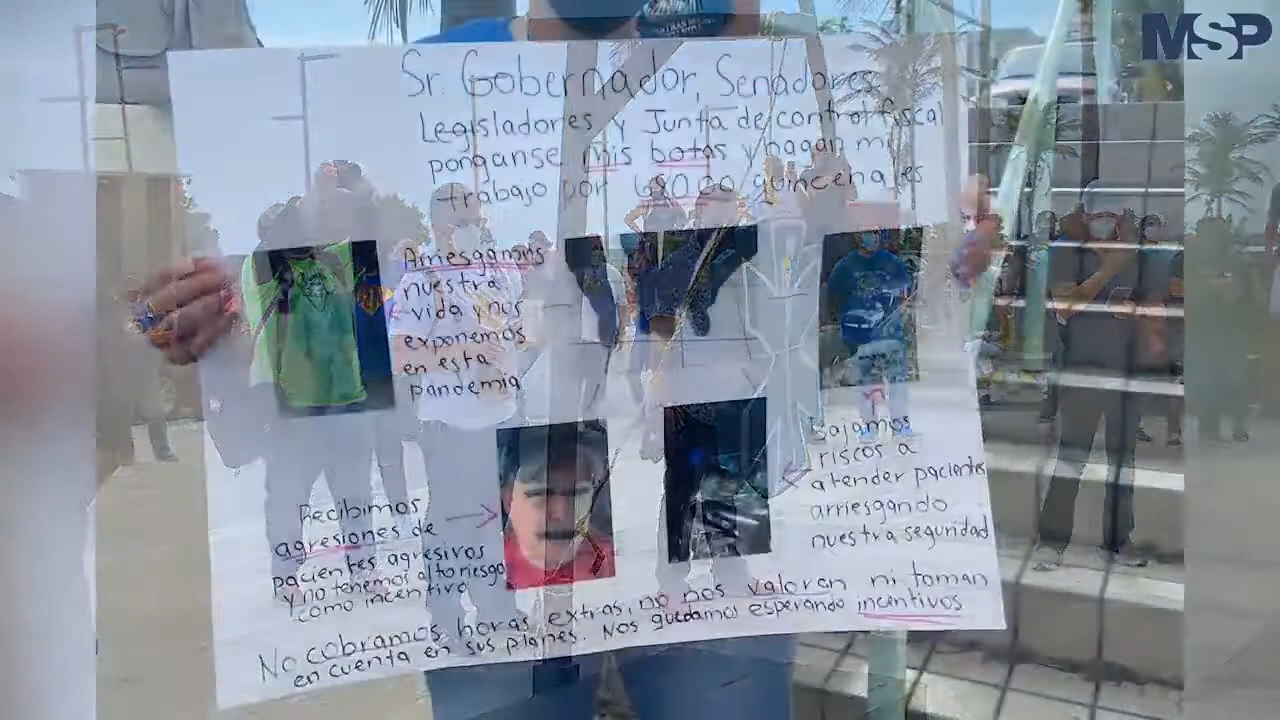 MSP
Sr. Gobernador, Senadores
Legisladores y Junta de control fiscal
ponganse mis botas y hagan mi
trabajo por quincenales
Arriesgamos
nuestra
vida y nos
exponemos
en esta
pandemia
Bajamos
riscos a
atender pacientes
arriesgando
nuestra seguridad
Recibimos
agresiones de
pacientes agresivos
y no tenemos alto riesgo
como incentivo
No cobramos horas extras, no nos valoran ni toman
en cuenta en sus planes. Nos quedamos esperando incentivos